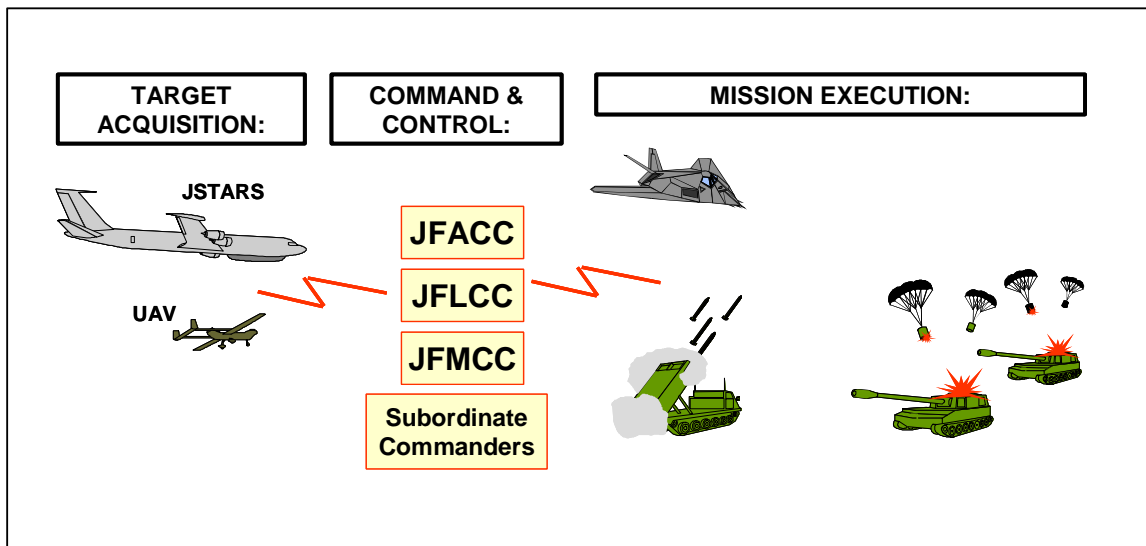 TARGET
ACQUISITION:
COMMAND &
CONTROL:
MISSION EXECUTION:
JSTARS
UAV
JFACC
JFLCC
JFMCC
Subordinate
Commanders